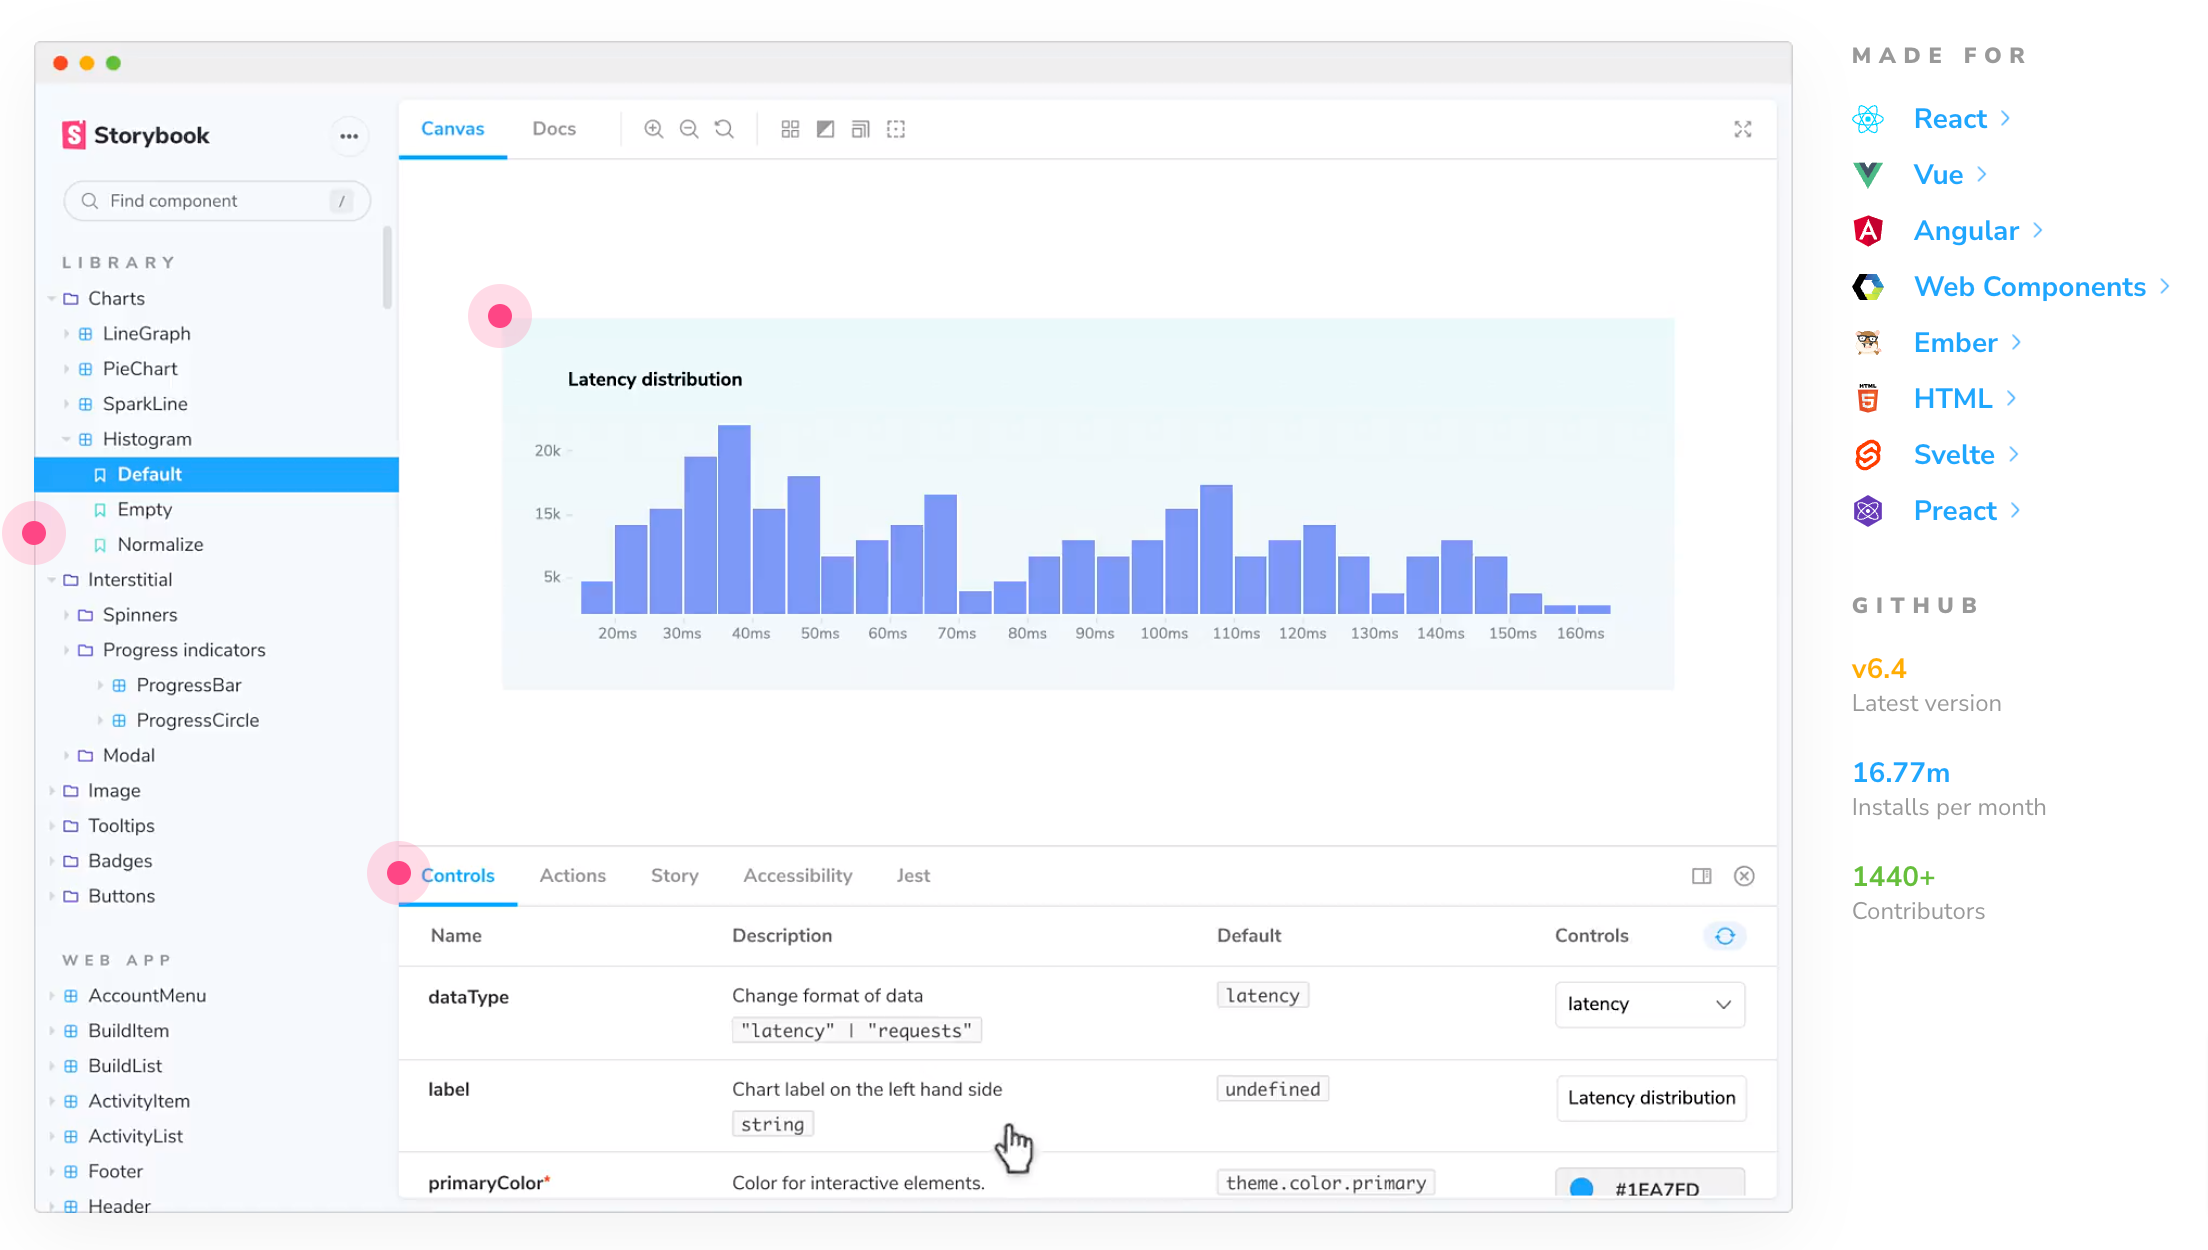 Storybook
Find component
/
LIBRARY
Charts
LineGraph
PieChart
SparkLine
Histogram
Default
Empty
Normalize
Interstitial
Spinners
Progress indicators
ProgressBar
ProgressCircle
Modal
Image
Tooltips
Badges
Buttons
WEB APP
AccountMenu
BuildItem
BuildList
ActivityItem
ActivityList
Footer
Header
Canvas
Docs
Latency distribution
20k
15k
5k
20ms 30ms 40ms 50ms 60ms 70ms 80ms 90ms 100ms 110ms 120ms 130ms 140ms 150ms 160ms
Controls Actions Story Accessibility Jest
Name Description Default Controls
dataType Change format of data latency latency
"latency" | "requests"
label Chart label on the left hand side undefined Latency distribution
string
primaryColor* Color for interactive elements. theme.color.primary #1EA7FD
MADE FOR
React
Vue
Angular
Web Components
Ember
HTML
Svelte
Preact
GITHUB
v6.4
Latest version
16.77m
Installs per month
1440+
Contributors